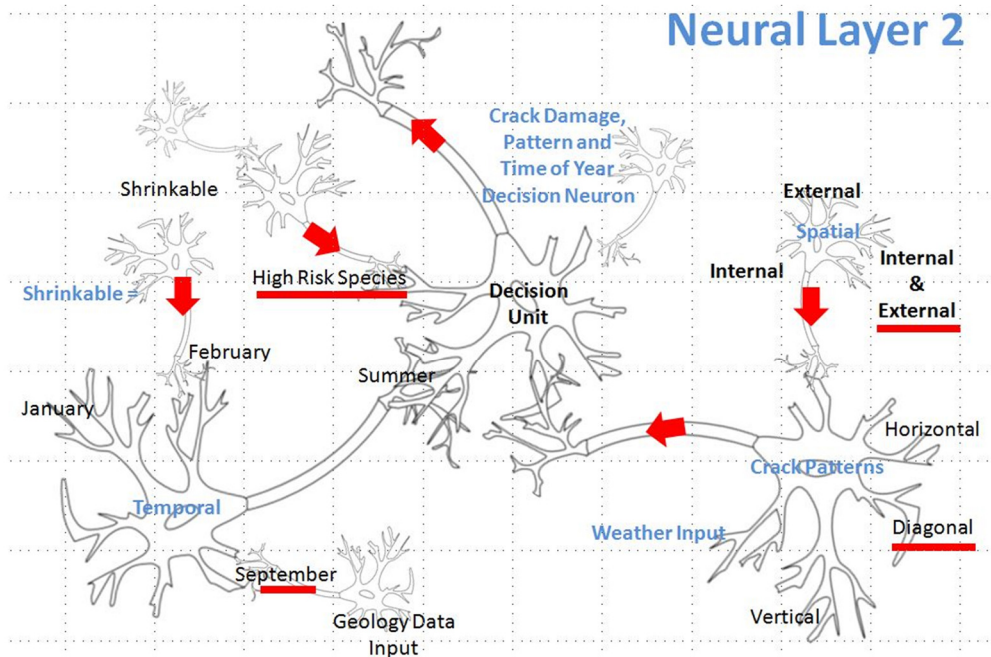 Neural Layer 2
Crack Damage,
Pattern and
Time of Year
Decision Neuron
Shrinkable
External
Spatial
Internal
Internal
&
External
High Risk Species
Shrinkable =
Decision
Unit
February
Summer
January
Horizontal
Crack Patterns
Temporal
Weather Input
Diagonal
September
Geology Data
Input
Vertical